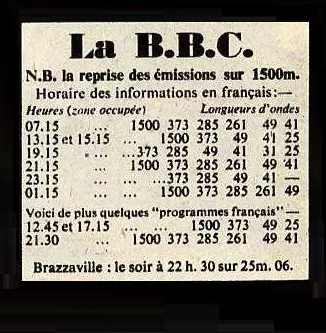 La B.B.C.
N.B. la reprise des émissions sur 1500m.
Horaire des informations en français:—
Heures (zone occupée) Longueurs d'ondes
07.15 ... 1500 373 285 261 49 41
13.15 et 15.15 ... 1500 373 49 41 25
19.15 ... ...373 285 49 41 31 25
21.15 ... 1500 373 285 261 49 41
23.15 ... ... ...373 285 49 41 —
01.15 ... 1500 373 285 261 41 49
Voici de plus quelques "programmes français"—
12.45 et 17.15 ... ... 1500 373 49 25
21.30 ... 1500 373 285 261 49 41
Brazzaville : le soir à 22 h. 30 sur 25m. 06.